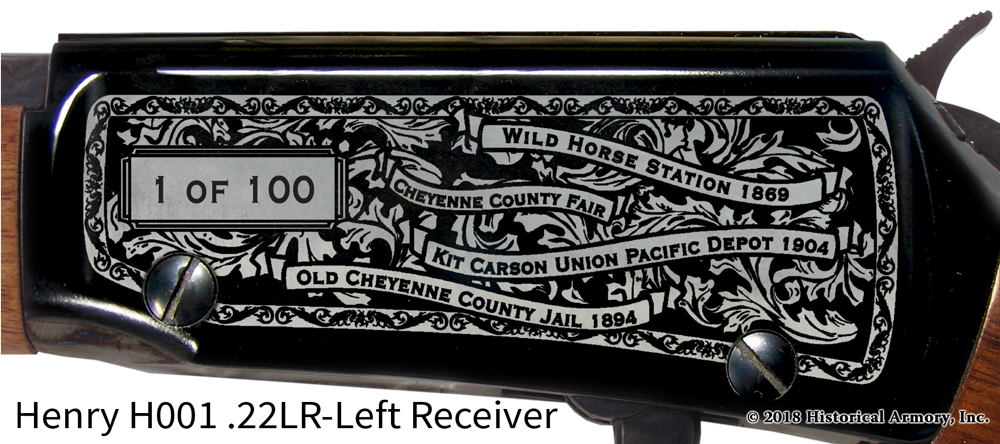 WILD HORSE STATION 1869
1 OF 100
CHEYENNE COUNTY FAIR
KIT CARSON UNION PACIFIC DEPOT 1904
OLD CHEYENNE COUNTY JAIL 1894
Henry H001 .22LR-Left Receiver
© 2018 Historical Armory, Inc.